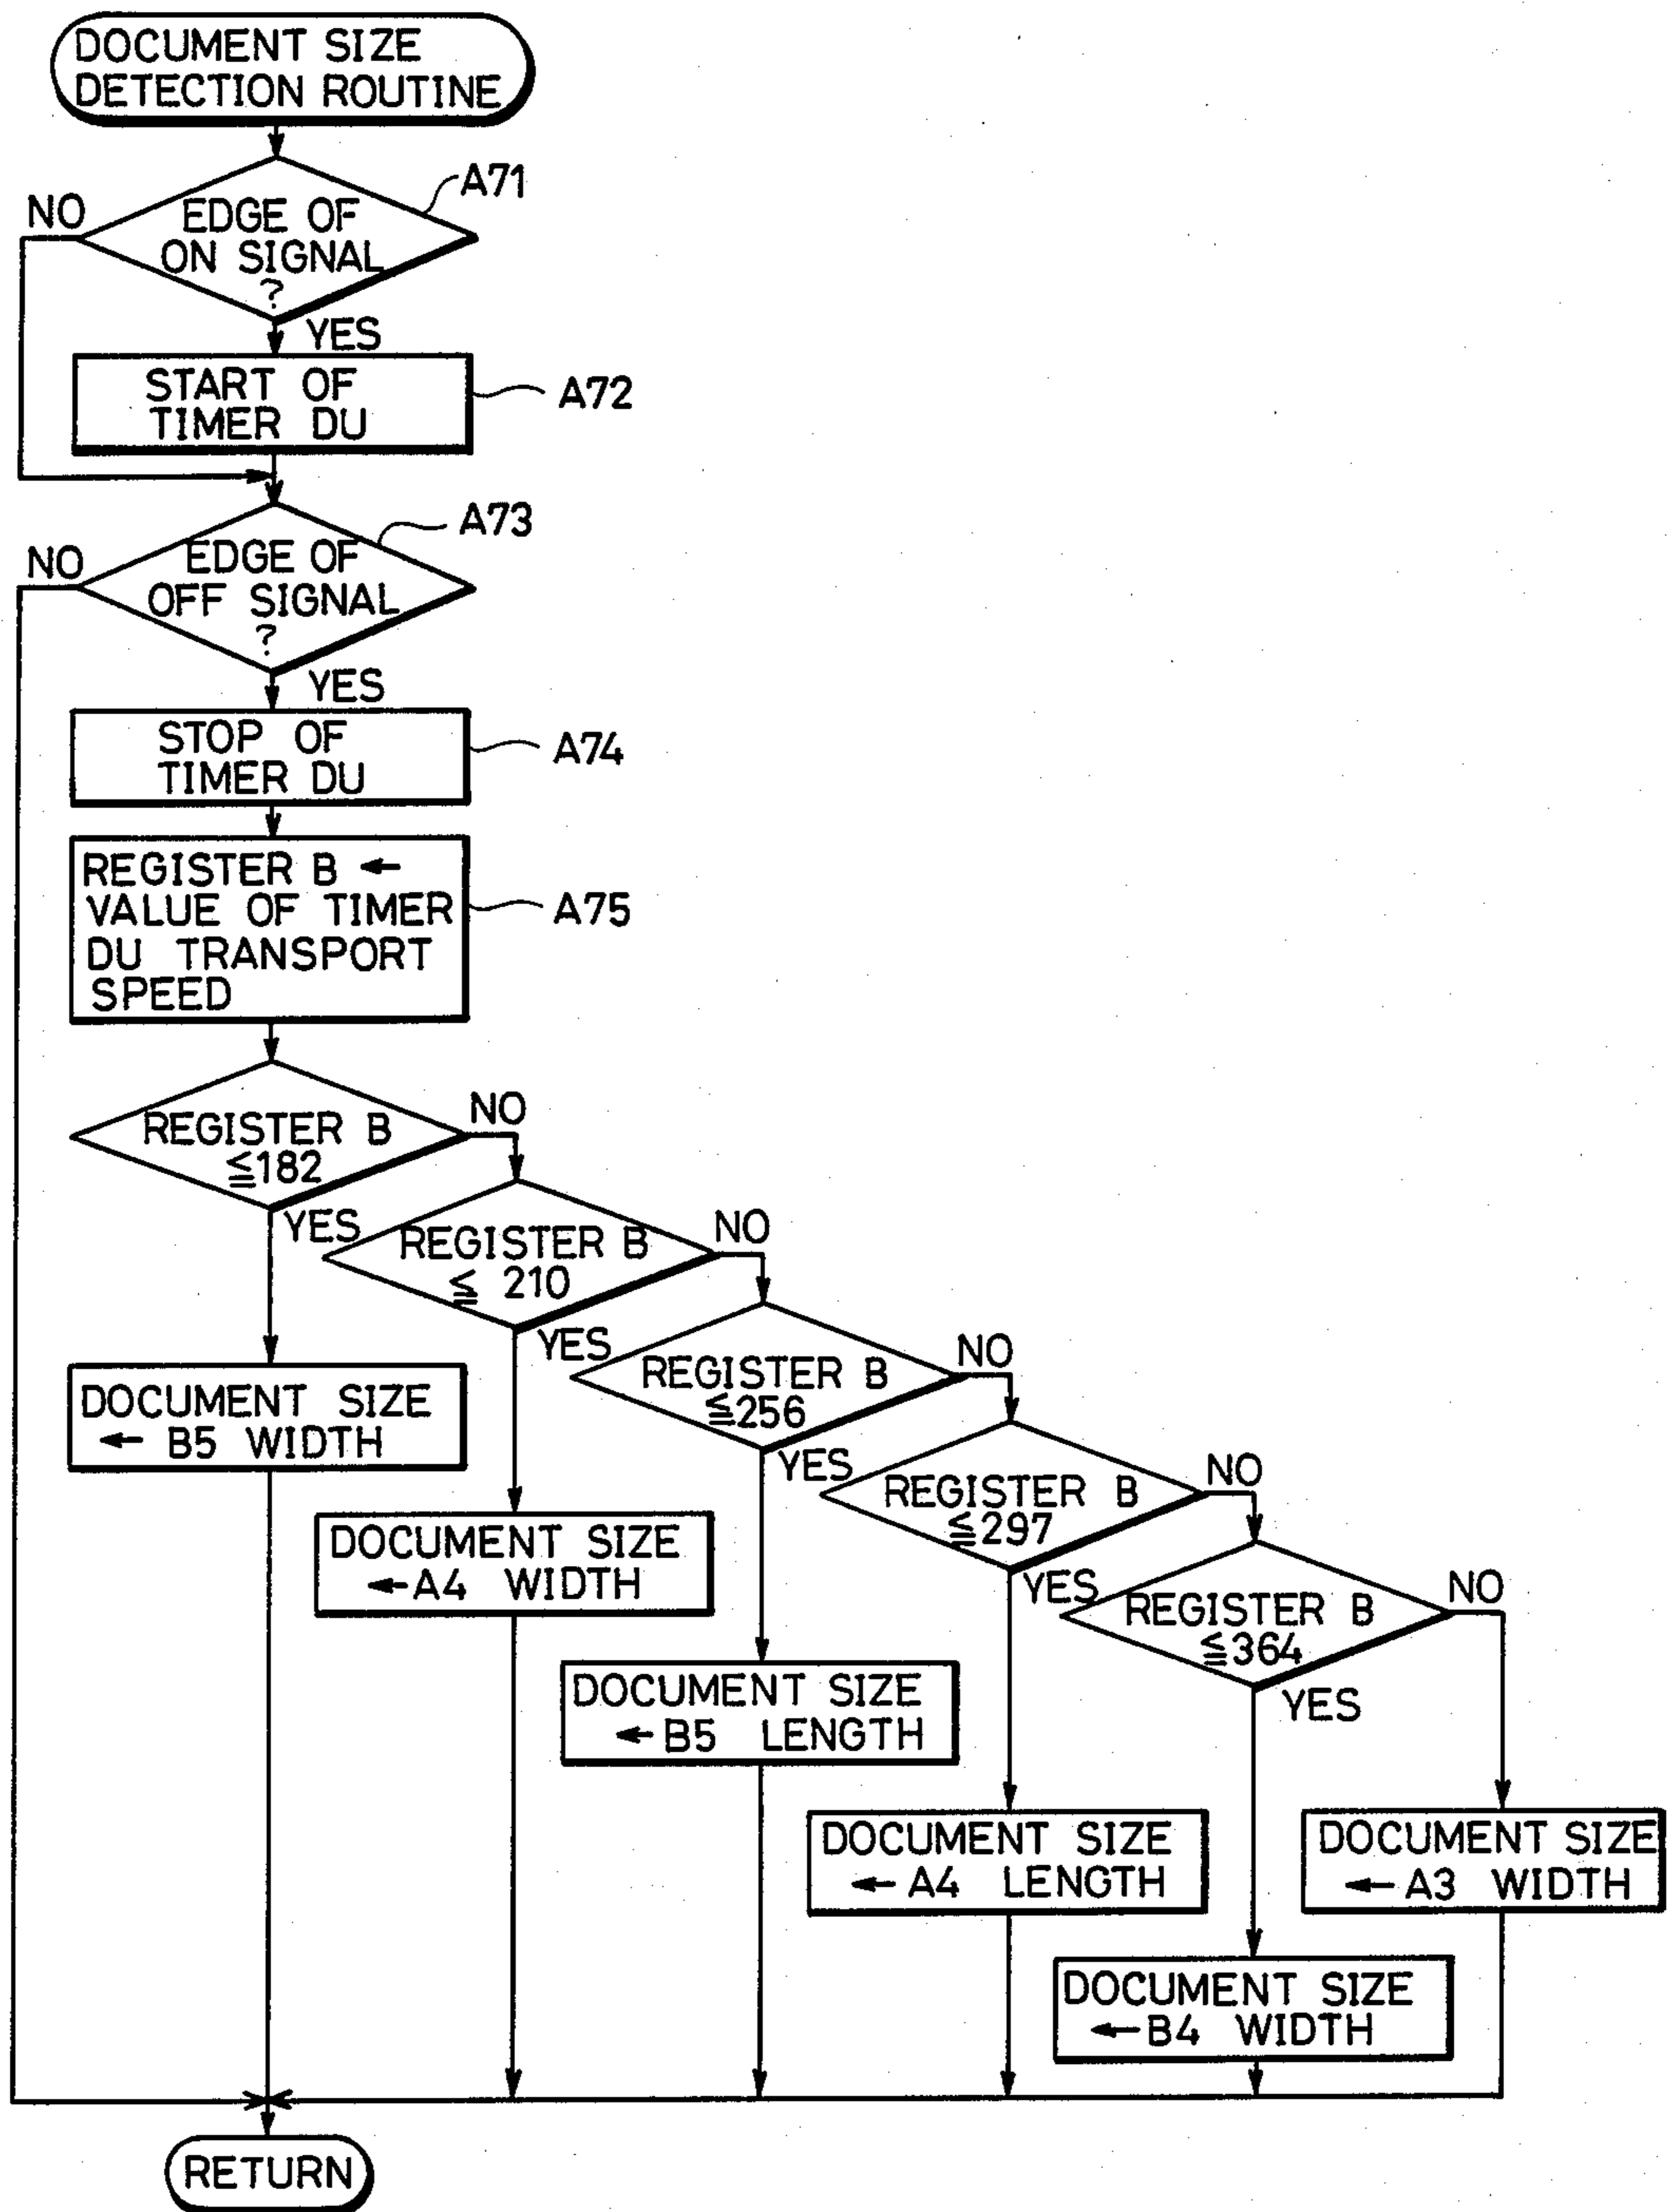 DOCUMENT SIZE
DETECTION ROUTINE
A71
NO
EDGE OF
ON SIGNAL
?
YES
START OF
TIMER DU
A72
A73
NO
EDGE OF
OFF SIGNAL
?
YES
STOP OF
TIMER DU
A74
REGISTER B ←
VALUE OF TIMER
DU TRANSPORT
SPEED
A75
REGISTER B
≦182
NO
YES
REGISTER B
≦ 210
NO
YES
REGISTER B
≦256
NO
YES
REGISTER B
≦297
NO
YES
REGISTER B
≦364
NO
YES
DOCUMENT SIZE
← B5 WIDTH
DOCUMENT SIZE
←A4 WIDTH
DOCUMENT SIZE
←B5 LENGTH
DOCUMENT SIZE
← A4 LENGTH
DOCUMENT SIZE
← A3 WIDTH
DOCUMENT SIZE
←B4 WIDTH
RETURN